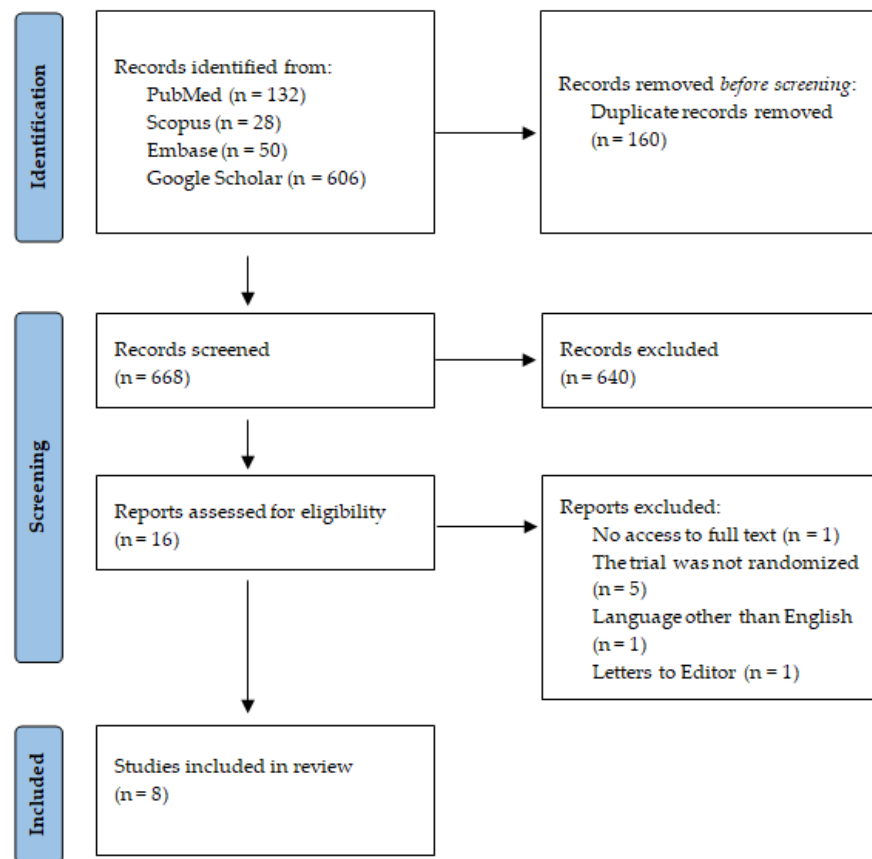 Identification
Records identified from:
PubMed (n = 132)
Scopus (n = 28)
Embase (n = 50)
Google Scholar (n = 606)
Records removed before screening:
Duplicate records removed
(n = 160)
Screening
Records screened
(n = 668)
Records excluded
(n = 640)
Reports assessed for eligibility
(n = 16)
Reports excluded:
No access to full text (n = 1)
The trial was not randomized
(n = 5)
Language other than English
(n = 1)
Letters to Editor (n = 1)
Included
Studies included in review
(n = 8)